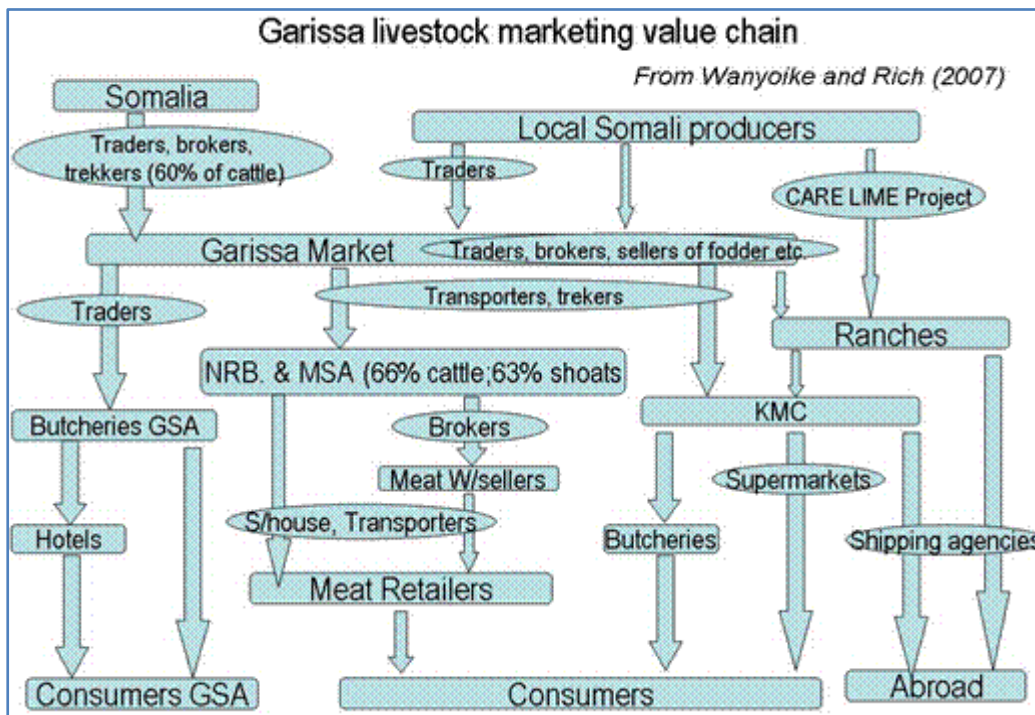 Garissa livestock marketing value chain
From Wanyoike and Rich (2007)
Somalia
Local Somali producers
Traders, brokers,
trekkers (60% of cattle)
Traders
CARE LIME Project
Garissa Market
Traders, brokers, sellers of fodder etc
Traders
Transporters, trekers
Ranches
NRB. & MSA (66% cattle;63% shoats
KMC
Butcheries GSA
Brokers
Meat W/sellers
Supermarkets
S/house, Transporters
Hotels
Butcheries
Shipping agencies
Meat Retailers
Consumers GSA
Consumers
Abroad